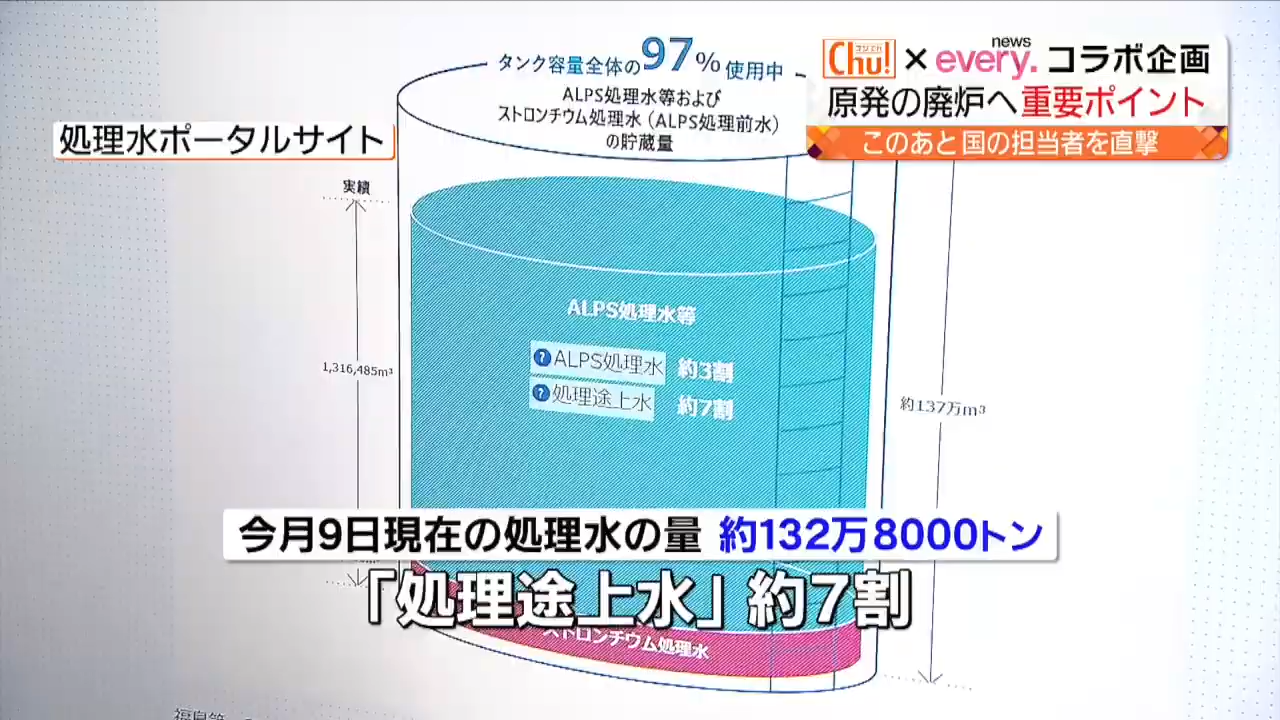 タンク容量全体の97%使用中
ALPS処理水等および
ストロンチウム処理水（ALPS処理前水）
の貯蔵量
処理水ポータルサイト
Chu! × news every. コラボ企画
原発の廃炉へ重要ポイント
このあと国の担当者を直撃
実績
ALPS処理水等
? ALPS処理水 約3割
? 処理途上水 約7割
1,316,485m³
約137万m³
今月9日現在の処理水の量 約132万8000トン
「処理途上水」約7割
ストロンチウム処理水